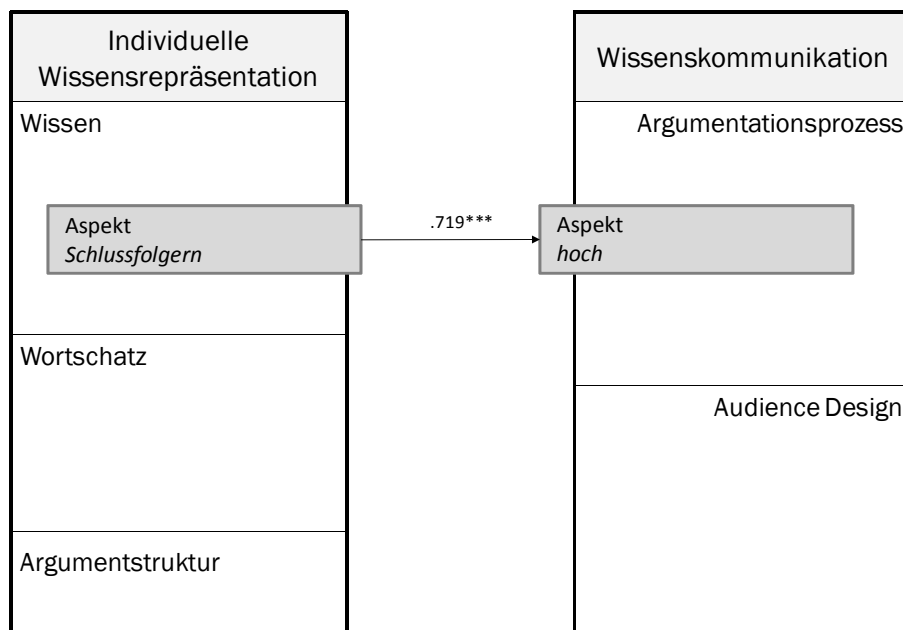 Individuelle
Wissensrepräsentation
Wissen
Aspekt
Schlussfolgern
Wortschatz
Argumentstruktur
.719***
Wissenskommunikation
Argumentationsprozess
Aspekt
hoch
Audience Design